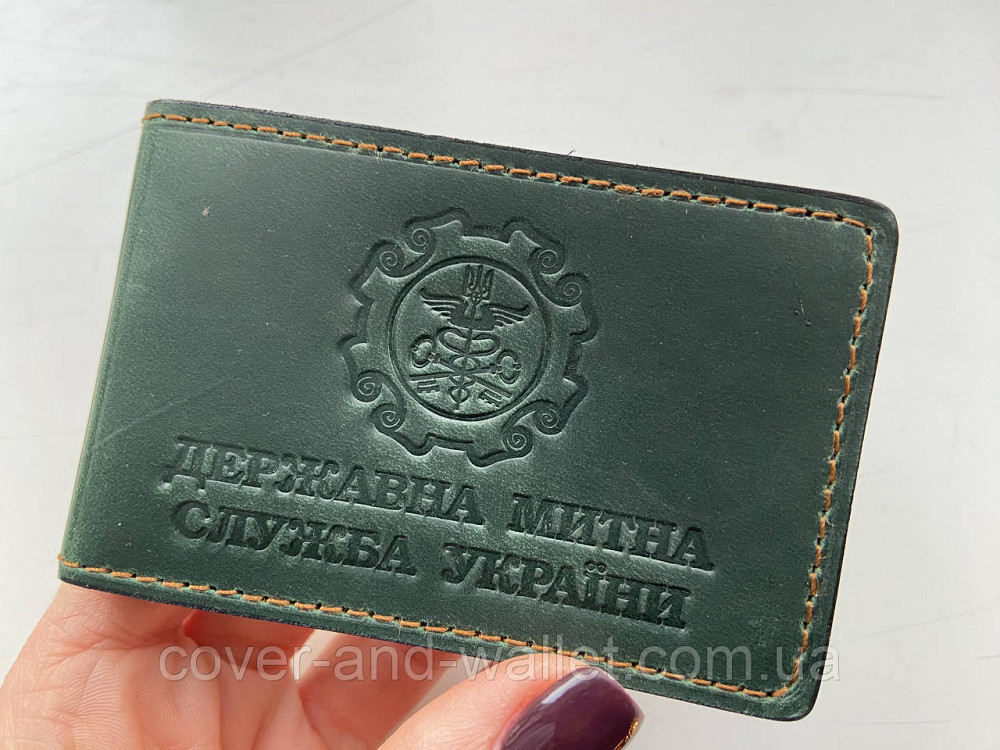 ДЕРЖАВНА МИТНА
СЛУЖБА УКРАЇНИ
cover-and-wallet.com.ua